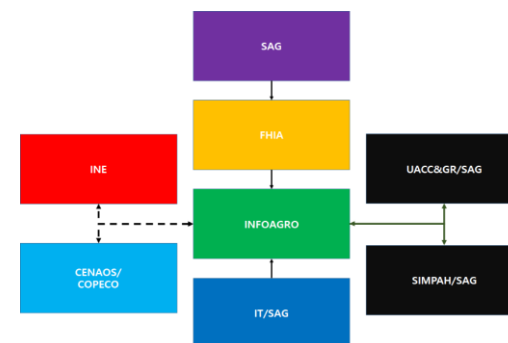 SAG
FHIA
INE
UACC&GR/SAG
INFOAGRO
CENAOS/
COPECO
SIMPAH/SAG
IT/SAG